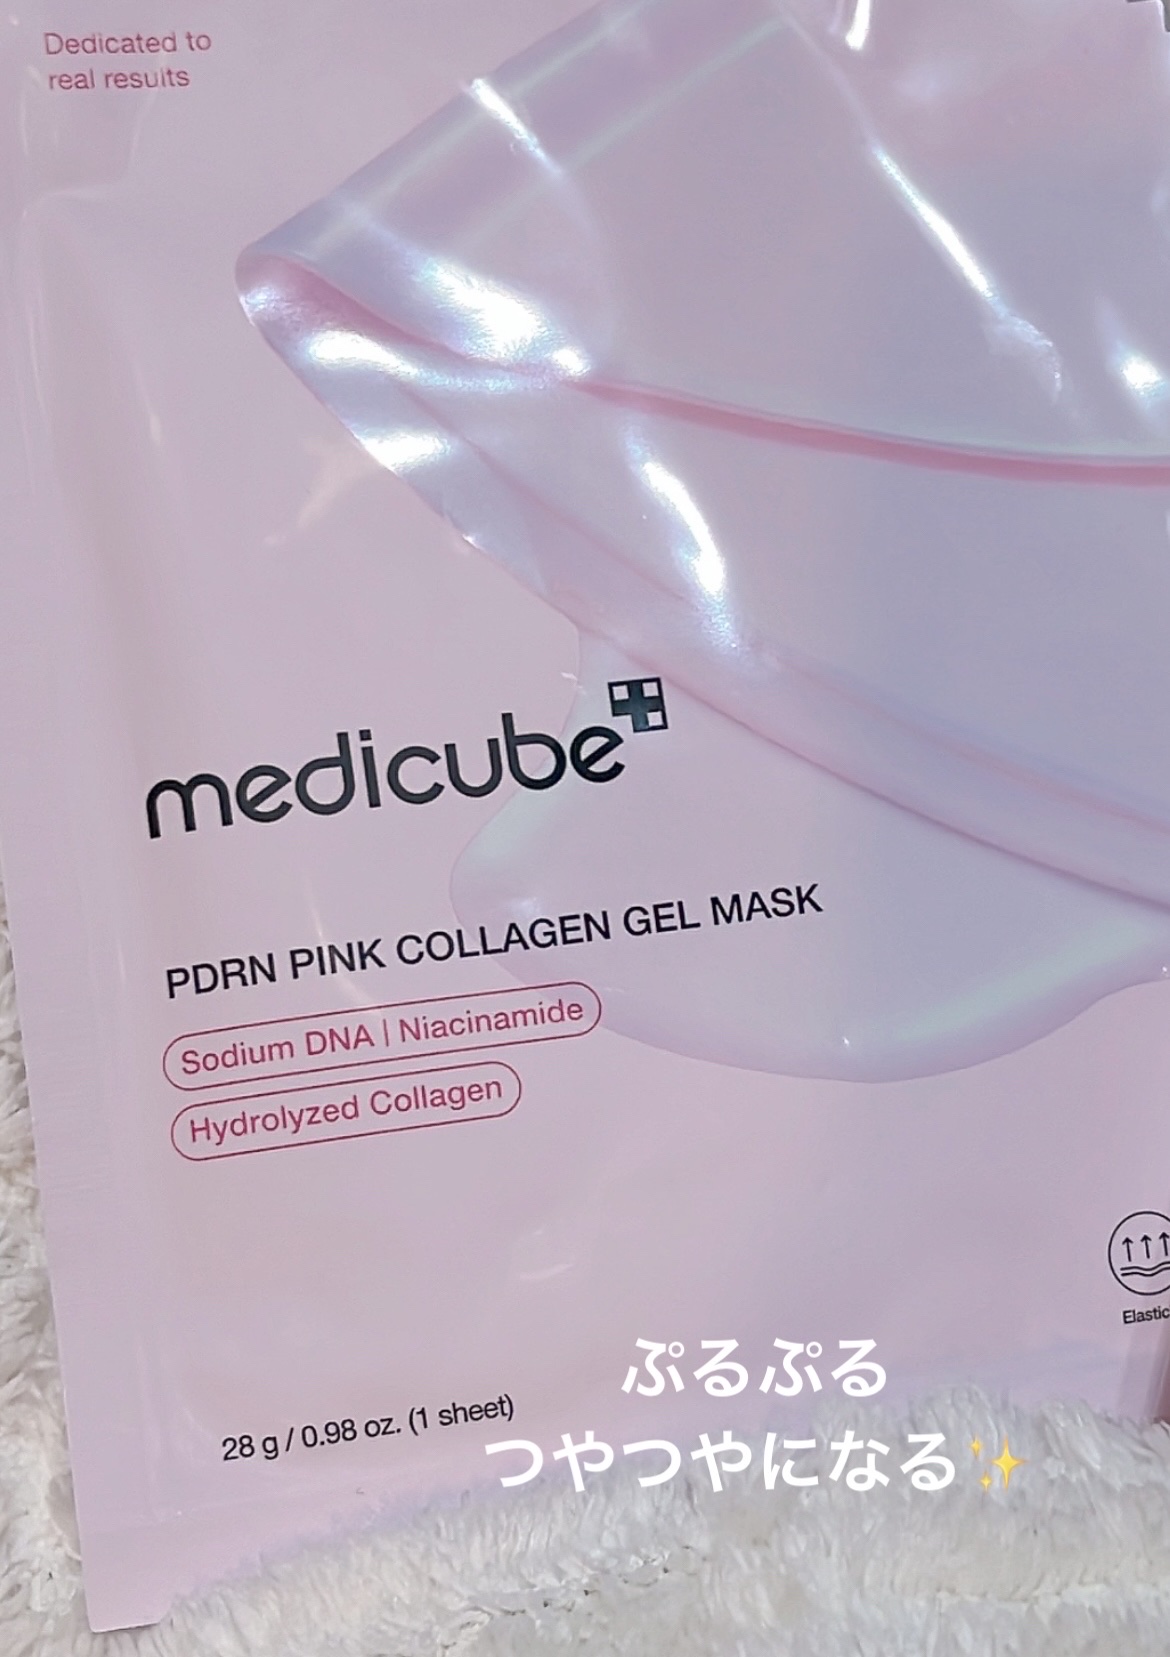 Dedicated to
real results
medicube
PDRN PINK COLLAGEN GEL MASK
Sodium DNA | Niacinamide
Hydrolyzed Collagen
Elastic
28 g / 0.98 oz. (1 sheet)
ぷるぷる
つやつやになる✨